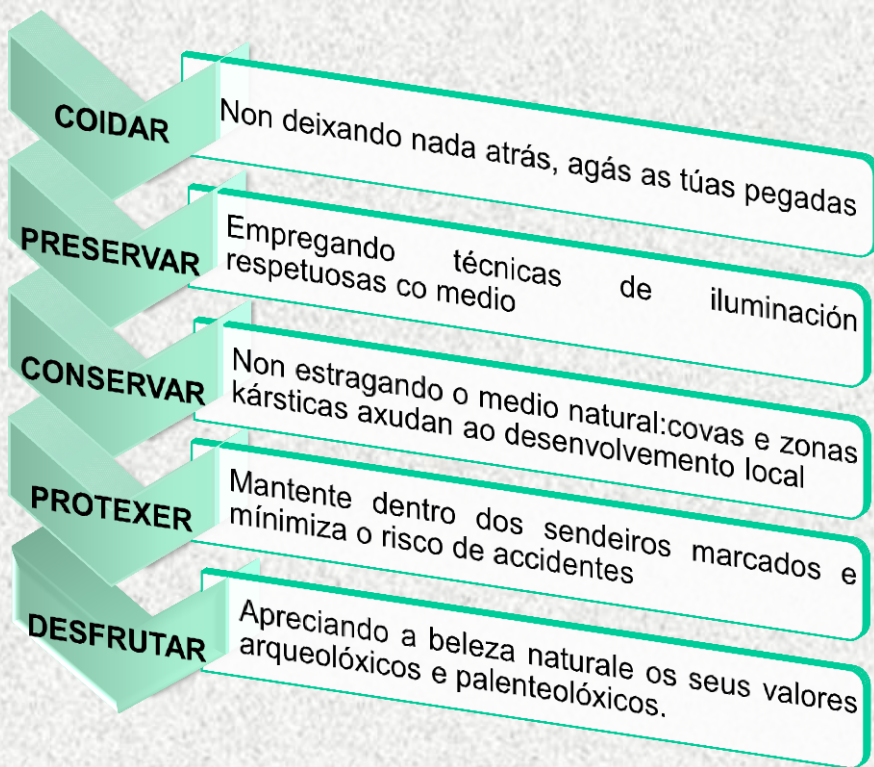 COIDAR
Non deixando nada atrás, agás as túas pegadas
PRESERVAR
Empregando técnicas de iluminación
respetuosas co medio
CONSERVAR
Non estragando o medio natural:covas e zonas
kársticas axudan ao desenvolvemento local
PROTEXER
Mantente dentro dos sendeiros marcados e
mínimiza o risco de accidentes
DESFRUTAR
Apreciando a beleza naturale os seus valores
arqueolóxicos e palenteolóxicos.